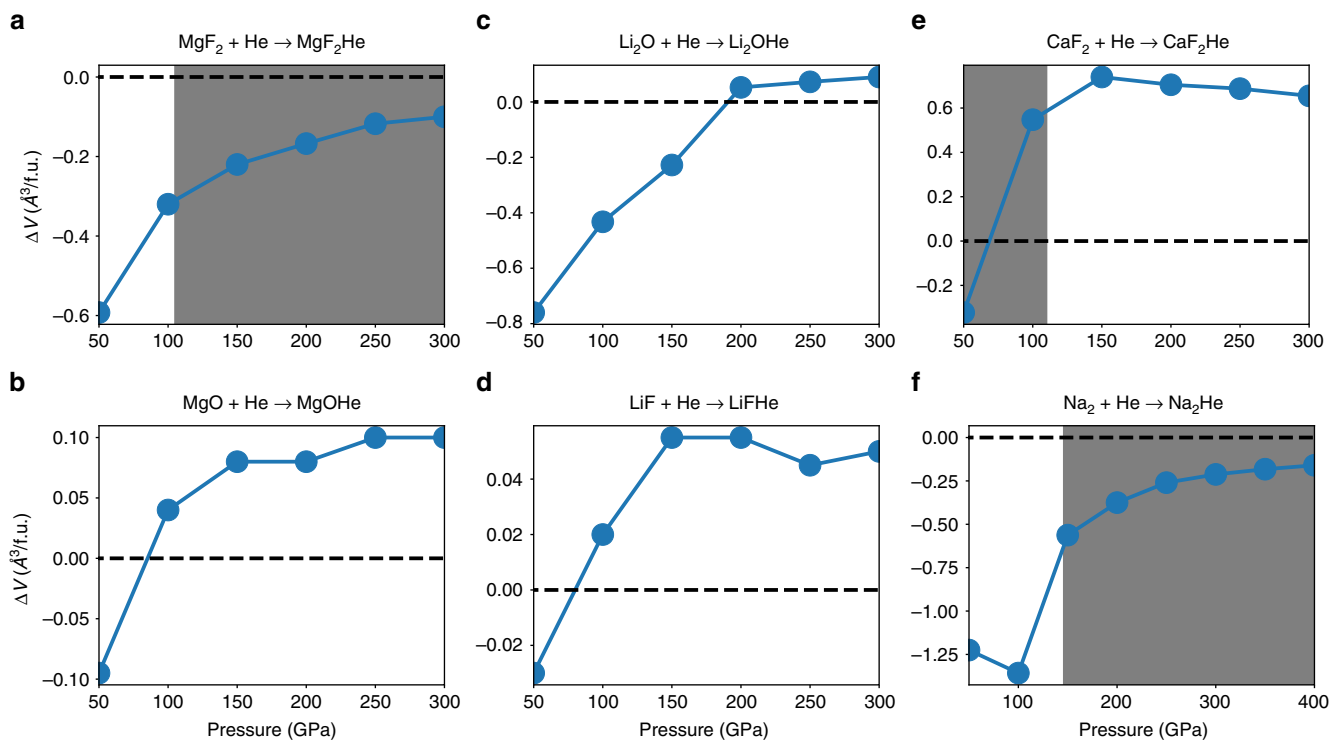 a
MgF₂ + He → MgF₂He
ΔV (Å³/f.u.)
0.0
−0.2
−0.4
−0.6
50 100 150 200 250 300
b
MgO + He → MgOHe
ΔV (Å³/f.u.)
0.10
0.05
0.00
−0.05
−0.10
50 100 150 200 250 300
Pressure (GPa)
c
Li₂O + He → Li₂OHe
0.0
−0.2
−0.4
−0.6
−0.8
50 100 150 200 250 300
d
LiF + He → LiFHe
0.04
0.02
0.00
−0.02
50 100 150 200 250 300
Pressure (GPa)
e
CaF₂ + He → CaF₂He
0.6
0.4
0.2
0.0
−0.2
50 100 150 200 250 300
f
Na₂ + He → Na₂He
0.00
−0.25
−0.50
−0.75
−1.00
−1.25
100 200 300 400
Pressure (GPa)